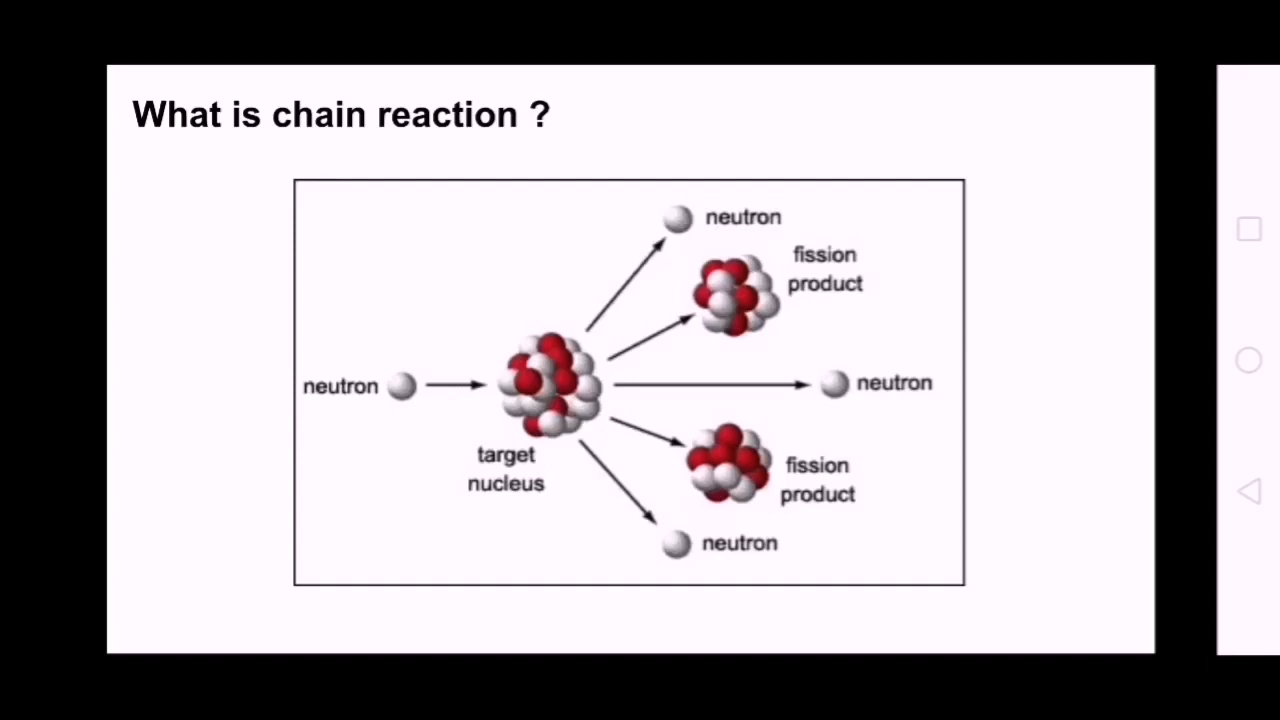 What is chain reaction ?
neutron
fission
product
neutron
neutron
target
nucleus
fission
product
neutron